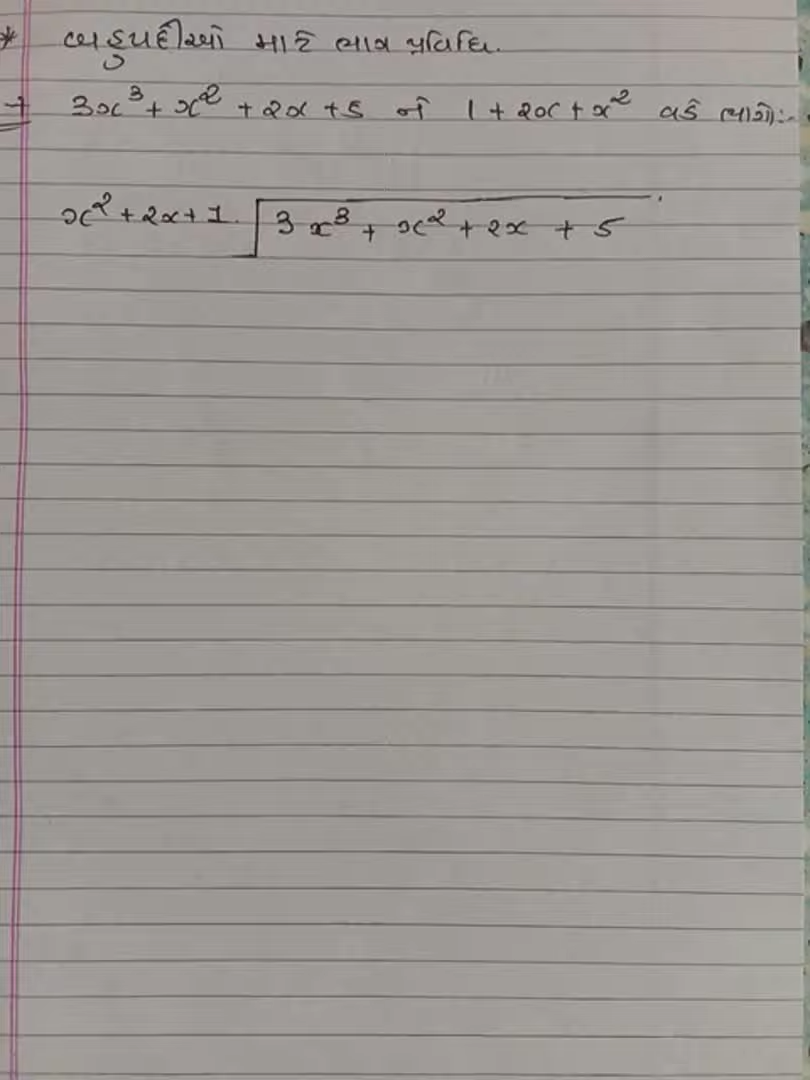 * બહુપદીઓ માટે ભાગ પ્રવિધિ.
→ 3x³ + x² + 2x + 5 ને 1 + 2x + x² વડે ભાગો:-
x² + 2x + 1 3x³ + x² + 2x + 5